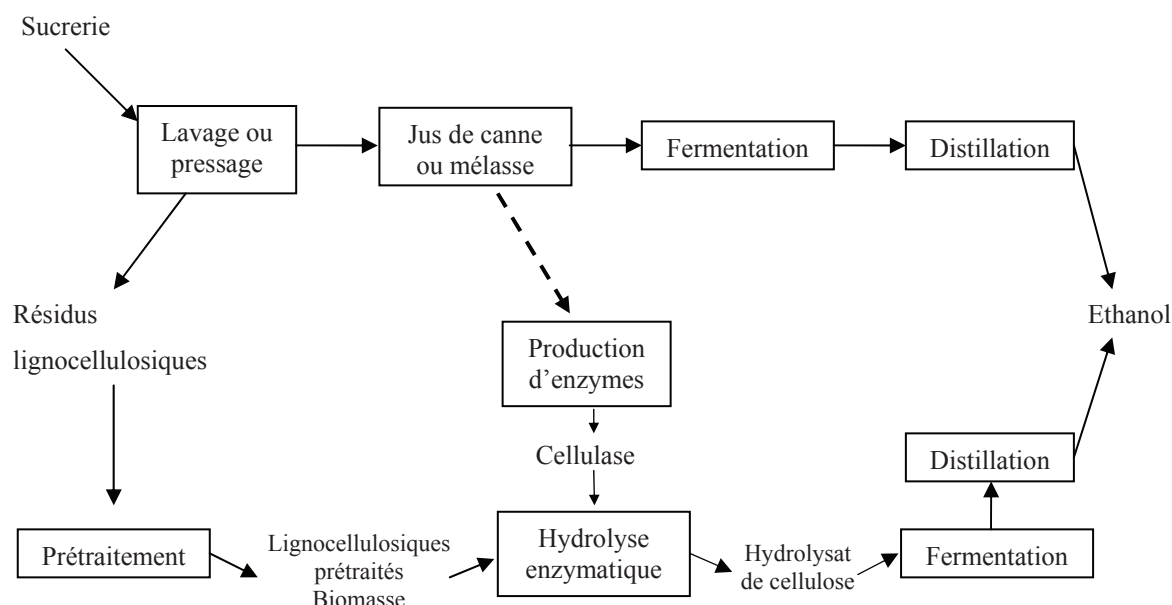 Sucrerie
Lavage ou
pressage
Jus de canne
ou mélasse
Fermentation
Distillation
Résidus
lignocellulosiques
Ethanol
Production
d’enzymes
Cellulase
Distillation
Prétraitement
Lignocellulosiques
prétraités
Biomasse
Hydrolyse
enzymatique
Hydrolysat
de cellulose
Fermentation